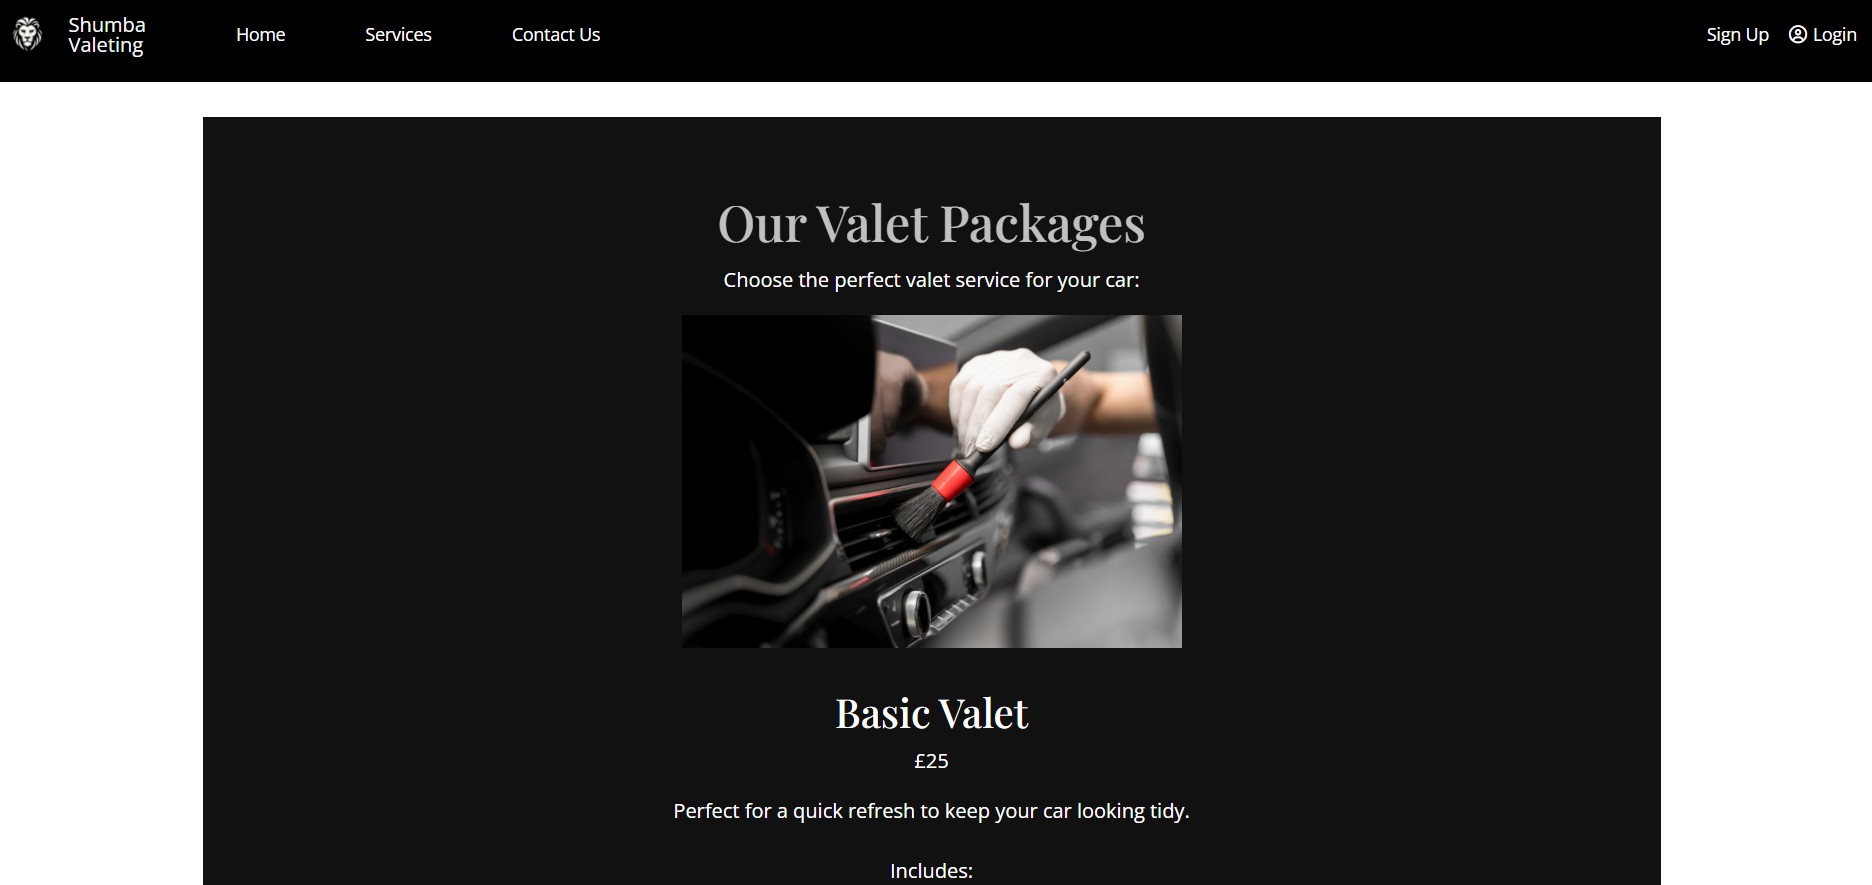 Shumba
Valeting
Home
Services
Contact Us
Sign Up
Login
Our Valet Packages
Choose the perfect valet service for your car:
Basic Valet
£25
Perfect for a quick refresh to keep your car looking tidy.
Includes: